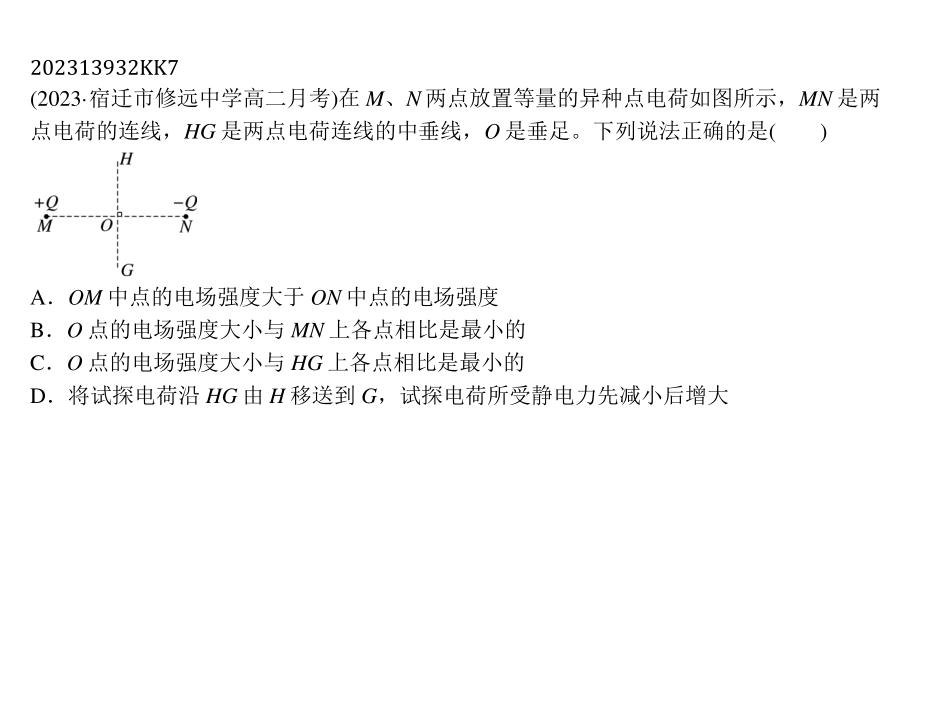 202313932KK7
(2023·宿迁市修远中学高二月考)在 M、N 两点放置等量的异种点电荷如图所示，MN 是两
点电荷的连线，HG 是两点电荷连线的中垂线，O 是垂足。下列说法正确的是(　　)
H
+Q −Q
M O N
G
A．OM 中点的电场强度大于 ON 中点的电场强度
B．O 点的电场强度大小与 MN 上各点相比是最小的
C．O 点的电场强度大小与 HG 上各点相比是最小的
D．将试探电荷沿 HG 由 H 移送到 G，试探电荷所受静电力先减小后增大